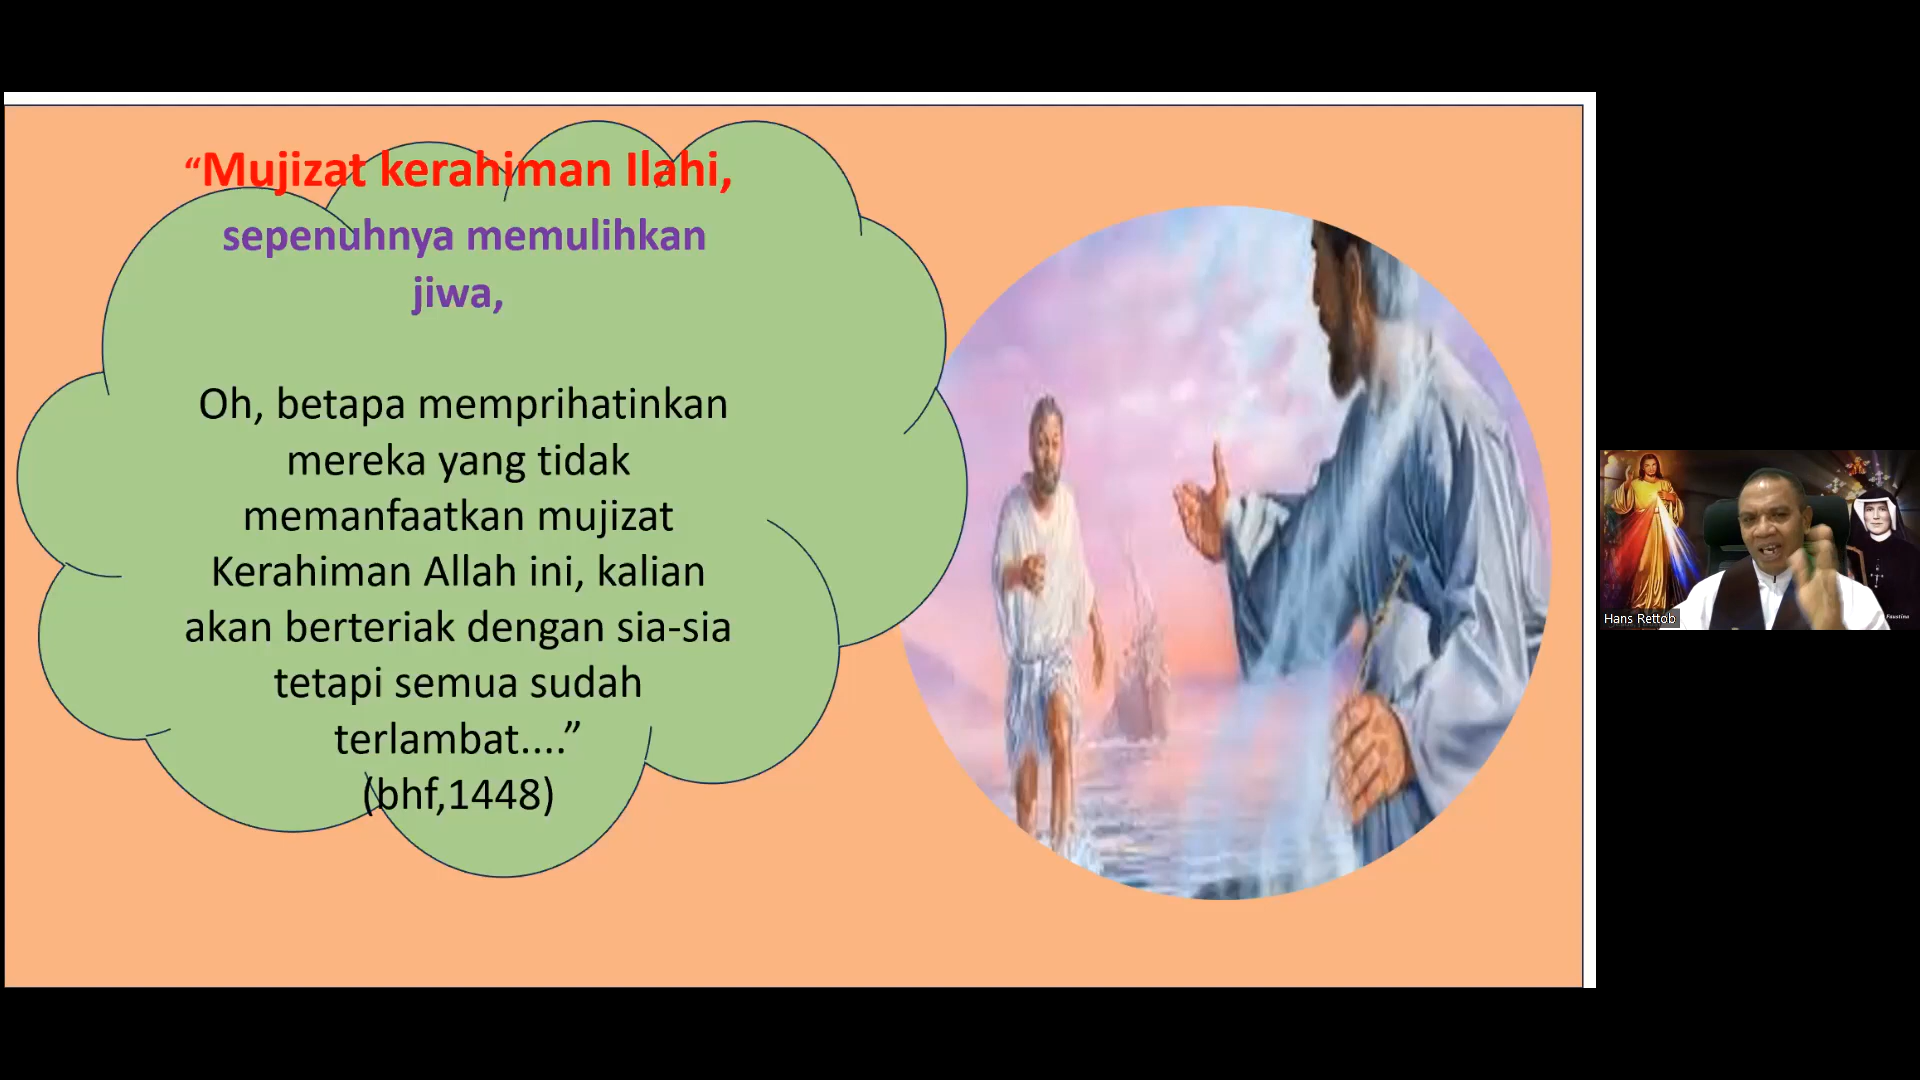 “Mujizat kerahiman Ilahi,
sepenuhnya memulihkan
jiwa,
Oh, betapa memprihatinkan
mereka yang tidak
memanfaatkan mujizat
Kerahiman Allah ini, kalian
akan berteriak dengan sia-sia
tetapi semua sudah
terlambat....”
(bhf,1448)
Hans Rettob
Faustina